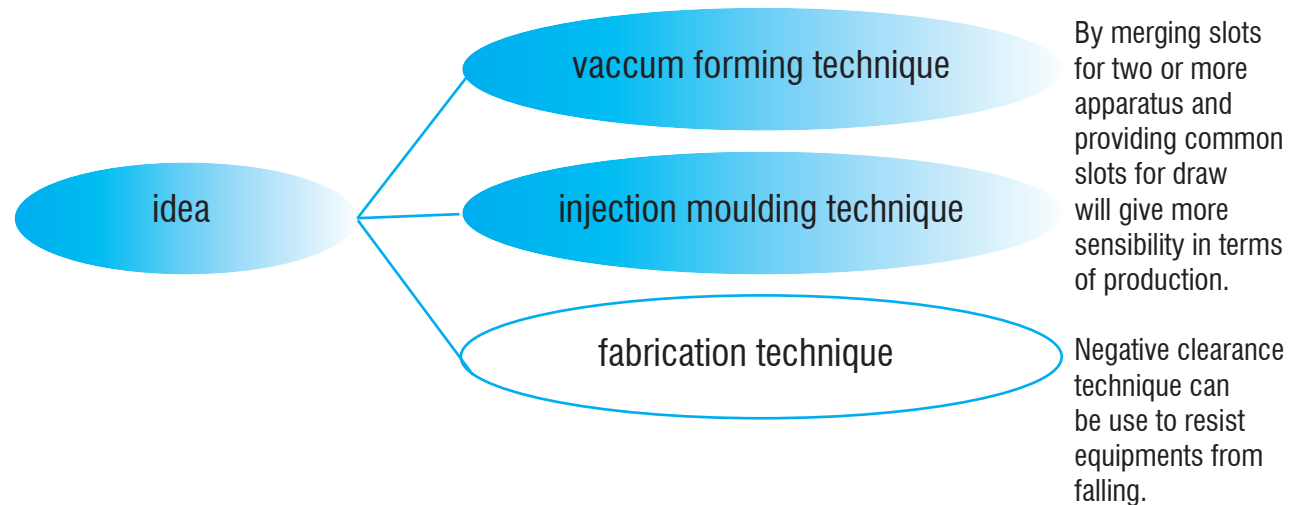 idea
vaccum forming technique
injection moulding technique
fabrication technique
By merging slots
for two or more
apparatus and
providing common
slots for draw
will give more
sensibility in terms
of production.
Negative clearance
technique can
be use to resist
equipments from
falling.